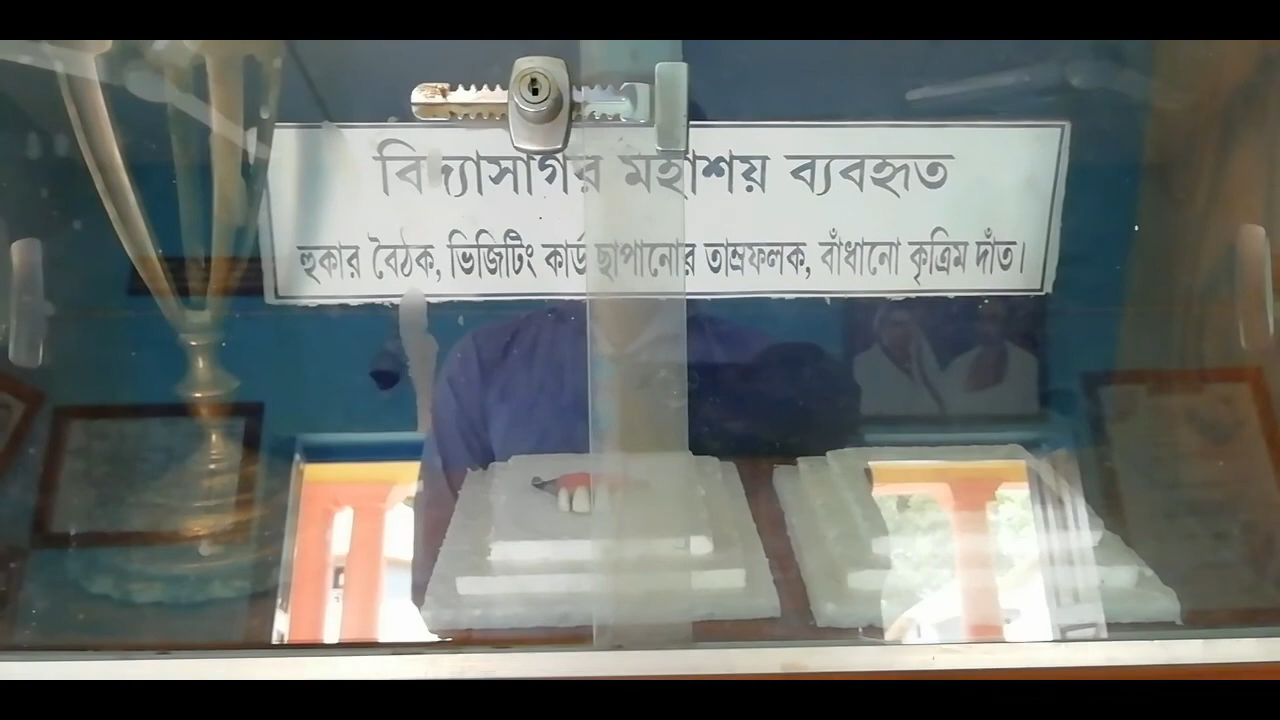 বিদ্যাসাগর মহাশয় ব্যবহৃত
হুকার বৈঠক, ভিজিটিং কার্ড ছাপানোর তাম্রফলক, বাঁধানো কৃত্রিম দাঁত।